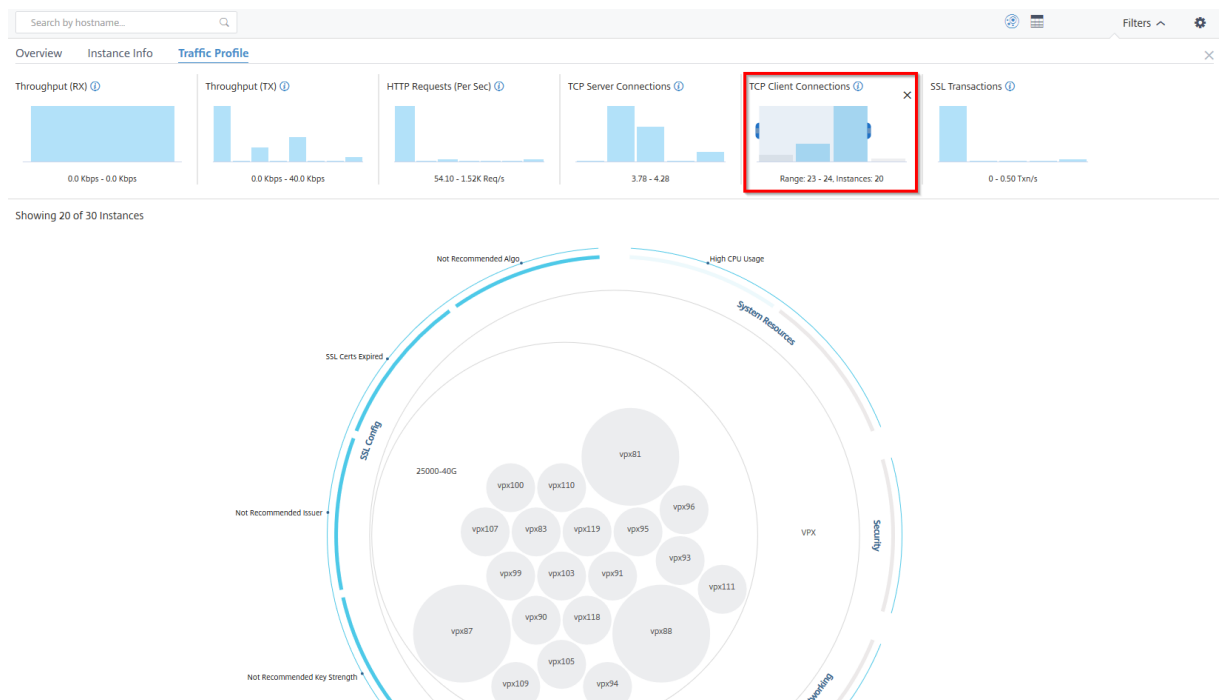 Search by hostname..
Filters
Overview Instance Info Traffic Profile
Throughput (RX)
Throughput (TX)
HTTP Requests (Per Sec)
TCP Server Connections
TCP Client Connections
SSL Transactions
0.0 Kbps - 0.0 Kbps
0.0 Kbps - 40.0 Kbps
54.10 - 1.52K Req/s
3.78 - 4.28
Range: 23 - 24, Instances: 20
0 - 0.50 Txn/s
Showing 20 of 30 Instances
Not Recommended Algo
High CPU Usage
System Resources
SSL Certs Expired
SSL Config
25000-40G
vpx81
vpx100
vpx110
vpx96
Not Recommended Issuer
vpx107
vpx83
vpx119
vpx95
VPX
Security
vpx93
vpx99
vpx103
vpx91
vpx111
vpx90
vpx118
vpx87
vpx88
vpx105
Not Recommended Key Strength
vpx109
vpx94